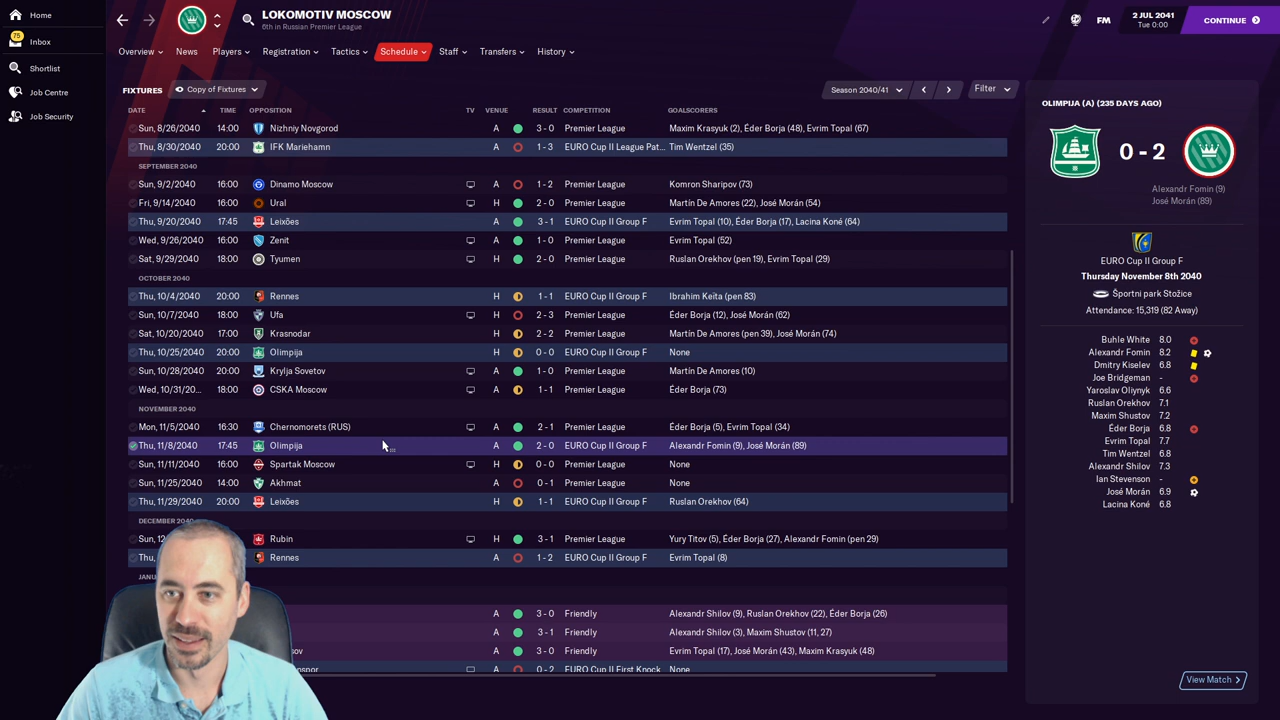 Home
75
Inbox
Shortlist
Job Centre
Job Security
LOKOMOTIV MOSCOW
6th in Russian Premier League
FM
2 JUL 2041
Tue 0:00
CONTINUE
Overview News Players Registration Tactics Schedule Staff Transfers History
FIXTURES Copy of Fixtures Season 2040/41 Filter
DATE TIME OPPOSITION TV VENUE RESULT COMPETITION GOALSCORERS
Sun, 8/26/2040 14:00 Nizhniy Novgorod A 3 - 0 Premier League Maxim Krasyuk (2), Éder Borja (48), Evrim Topal (67)
Thu, 8/30/2040 20:00 IFK Mariehamn A 1 - 3 EURO Cup II League Pat... Tim Wentzel (35)
SEPTEMBER 2040
Sun, 9/2/2040 16:00 Dinamo Moscow A 1 - 2 Premier League Komron Sharipov (73)
Fri, 9/14/2040 16:00 Ural H 2 - 0 Premier League Martín De Amores (22), José Morán (54)
Thu, 9/20/2040 17:45 Leixões A 3 - 1 EURO Cup II Group F Evrim Topal (10), Éder Borja (17), Lacina Koné (64)
Wed, 9/26/2040 16:00 Zenit A 1 - 0 Premier League Evrim Topal (52)
Sat, 9/29/2040 18:00 Tyumen H 2 - 0 Premier League Ruslan Orekhov (pen 19), Evrim Topal (29)
OCTOBER 2040
Thu, 10/4/2040 20:00 Rennes H 1 - 1 EURO Cup II Group F Ibrahim Keïta (pen 83)
Sun, 10/7/2040 18:00 Ufa H 2 - 3 Premier League Éder Borja (12), José Morán (62)
Sat, 10/20/2040 17:00 Krasnodar H 2 - 2 Premier League Martín De Amores (pen 39), José Morán (74)
Thu, 10/25/2040 20:00 Olimpija H 0 - 0 EURO Cup II Group F None
Sun, 10/28/2040 20:00 Krylja Sovetov A 1 - 0 Premier League Martín De Amores (10)
Wed, 10/31/20... 18:00 CSKA Moscow A 1 - 1 Premier League Éder Borja (73)
NOVEMBER 2040
Mon, 11/5/2040 16:30 Chernomorets (RUS) A 2 - 1 Premier League Éder Borja (5), Evrim Topal (34)
Thu, 11/8/2040 17:45 Olimpija A 2 - 0 EURO Cup II Group F Alexandr Fomin (9), José Morán (89)
Sun, 11/11/2040 16:00 Spartak Moscow H 0 - 0 Premier League None
Sun, 11/25/2040 14:00 Akhmat A 0 - 1 Premier League None
Thu, 11/29/2040 20:00 Leixões H 1 - 1 EURO Cup II Group F Ruslan Orekhov (64)
DECEMBER 2040
Sun, 12 Rubin H 3 - 1 Premier League Yury Titov (5), Éder Borja (27), Alexandr Fomin (pen 29)
Thu, Rennes A 1 - 2 EURO Cup II Group F Evrim Topal (8)
JANU
A 3 - 0 Friendly Alexandr Shilov (9), Ruslan Orekhov (22), Éder Borja (26)
A 3 - 1 Friendly Alexandr Shilov (3), Maxim Shustov (11, 27)
A 3 - 0 Friendly Evrim Topal (17), José Morán (43), Maxim Krasyuk (48)
A 0 - 2 EURO Cup II First Knock... None
OLIMPIJA (A) (235 DAYS AGO)
0 - 2
Alexandr Fomin (9)
José Morán (89)
EURO Cup II Group F
Thursday November 8th 2040
Športni park Stožice
Attendance: 15,319 (82 Away)
Buhle White 8.0
Alexandr Fomin 8.2
Dmitry Kiselev 6.8
Joe Bridgeman -
Yaroslav Oliynyk 6.6
Ruslan Orekhov 7.1
Maxim Shustov 7.2
Éder Borja 6.8
Evrim Topal 7.7
Tim Wentzel 6.8
Alexandr Shilov 7.3
Ian Stevenson -
José Morán 6.9
Lacina Koné 6.8
View Match